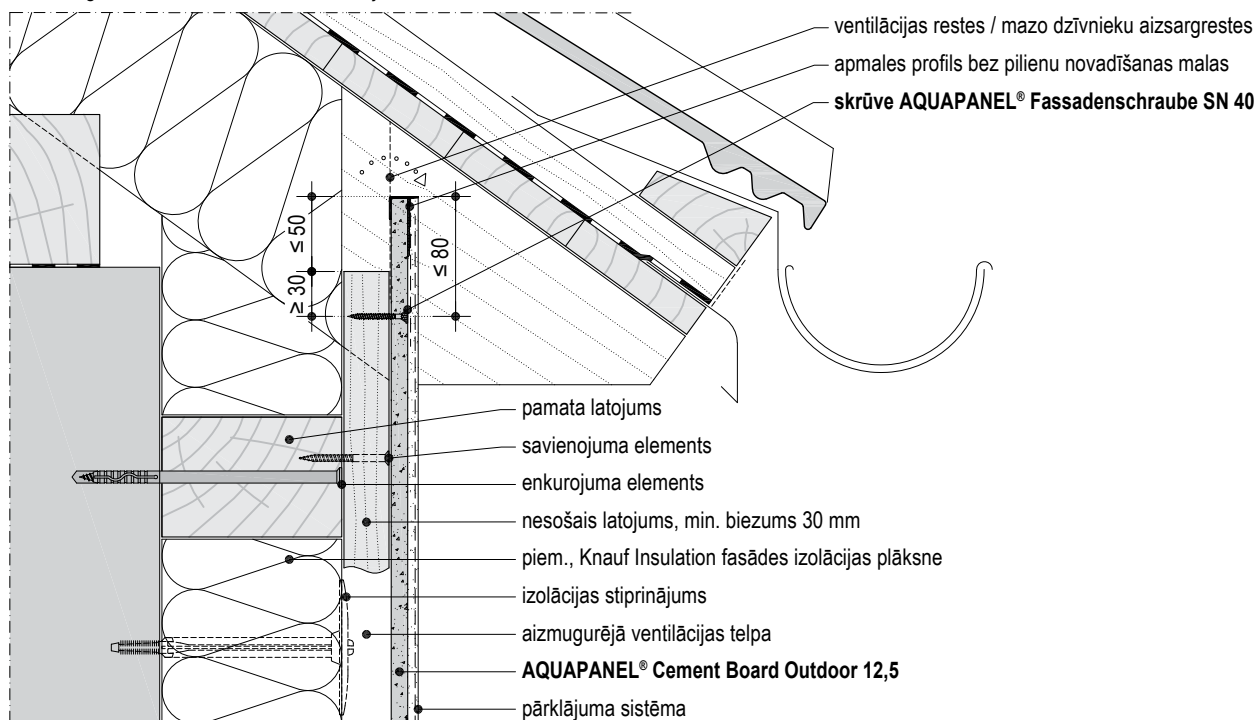 ventilācijas restes / mazo dzīvnieku aizsargrestes
apmales profils bez pilienu novadīšanas malas
skrūve AQUAPANEL® Fassadenschraube SN 40
≤ 50
≤ 80
≥ 30
pamata latojums
savienojuma elements
enkurojuma elements
nesošais latojums, min. biezums 30 mm
piem., Knauf Insulation fasādes izolācijas plāksne
izolācijas stiprinājums
aizmugurējā ventilācijas telpa
AQUAPANEL® Cement Board Outdoor 12,5
pārklājuma sistēma